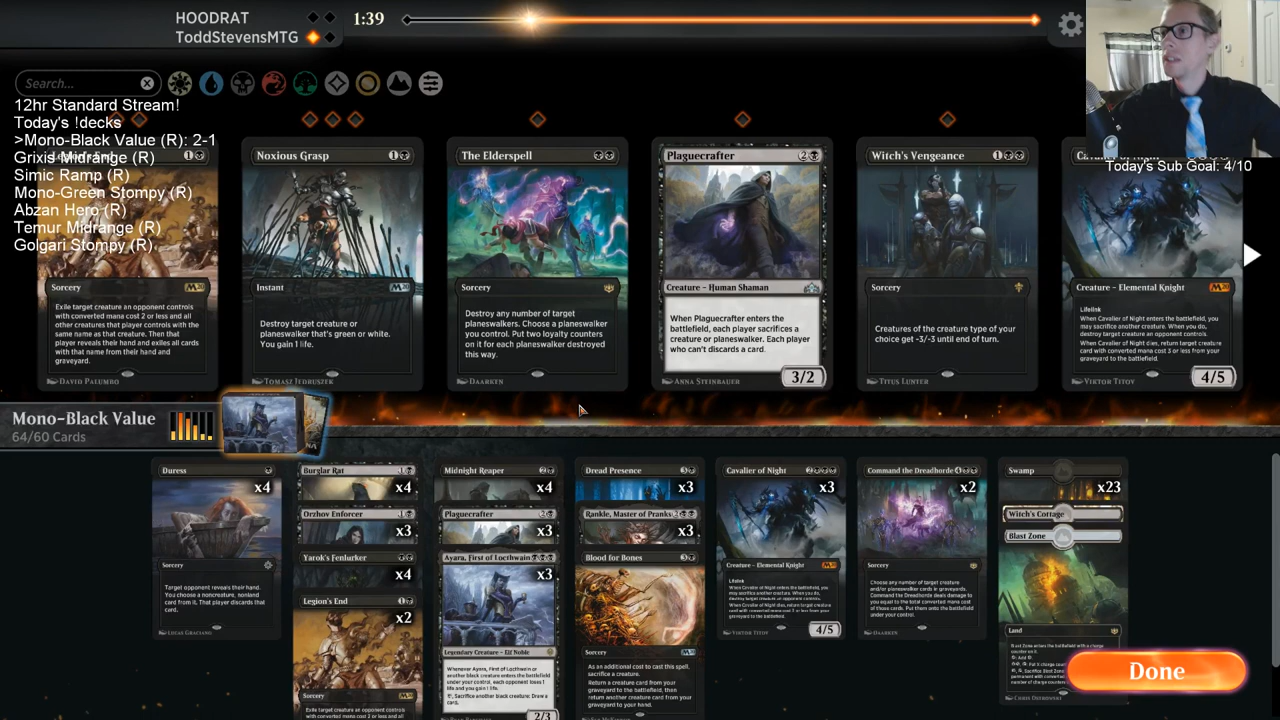 HOODRAT
ToddStevensMTG
1:39
Search...
12hr Standard Stream!
Today's !decks
>Mono-Black Value (R): 2-1
Grixis Midrange (R)
Simic Ramp (R)
Mono-Green Stompy (R)
Abzan Hero (R)
Temur Midrange (R)
Golgari Stompy (R)
Today's Sub Goal: 4/10
Sorcery
Exile target creature an opponent controls
with converted mana cost 2 or less and all
other creatures that player controls with
the same name as that creature. Then that
player reveals their hand and exiles all cards
with that name from their hand and
graveyard.
DAVID PALUMBO
Noxious Grasp
Instant
Destroy target creature or
planeswalker that's green or white.
You gain 1 life.
TOMASZ JEDRUSZEK
The Elderspell
Sorcery
Destroy any number of target
planeswalkers. Choose a planeswalker
you control. Put two loyalty counters
on it for each planeswalker destroyed
this way.
DAARKEN
Plaguecrafter
Creature – Human Shaman
When Plaguecrafter enters the
battlefield, each player sacrifices a
creature or planeswalker. Each player
who can't discards a card.
ANNA STEINBAUER
3/2
Witch's Vengeance
Sorcery
Creatures of the creature type of your
choice get -3/-3 until end of turn.
TITUS LUNTER
Creature – Elemental Knight
Lifelink
When Cavalier of Night enters the battlefield,
you may sacrifice another creature. When you do,
destroy target creature an opponent controls.
When Cavalier of Night dies, return target creature
card with converted mana cost 3 or less from your
graveyard to the battlefield.
VIKTOR TITOV
4/5
Mono-Black Value
64/60 Cards
Duress
x4
Sorcery
Target opponent reveals their hand.
You choose a noncreature, nonland
card from it. That player discards that
card.
Burglar Rat
x4
Orzhov Enforcer
x3
Yarok's Fenlurker
x4
Legion's End
x2
Sorcery
Exile target creature an opponent controls
Midnight Reaper
x4
Plaguecrafter
x3
Ayara, First of Locthwain
x3
Legendary Creature – Elf Noble
Whenever Ayara, First of Locthwain or
another black creature enters the battlefield
under your control, each opponent loses 1
life and you gain 1 life.
Sacrifice another black creature: Draw a
card.
2/3
Dread Presence
x3
Rankle, Master of Pranks
x3
Blood for Bones
Sorcery
As an additional cost to cast this spell,
sacrifice a creature.
Return a creature card from your
graveyard to the battlefield, then
return another creature card from
your graveyard to your hand.
Cavalier of Night
x3
Creature – Elemental Knight
4/5
Command the Dreadhorde
x2
Sorcery
Choose any number of target creature
and/or planeswalker cards in graveyards.
Command the Dreadhorde deals damage to
you equal to the total converted mana cost
of those cards. Put them onto the battlefield
under your control.
DAARKEN
Swamp
x23
Witch's Cottage
Blast Zone
Land
Done